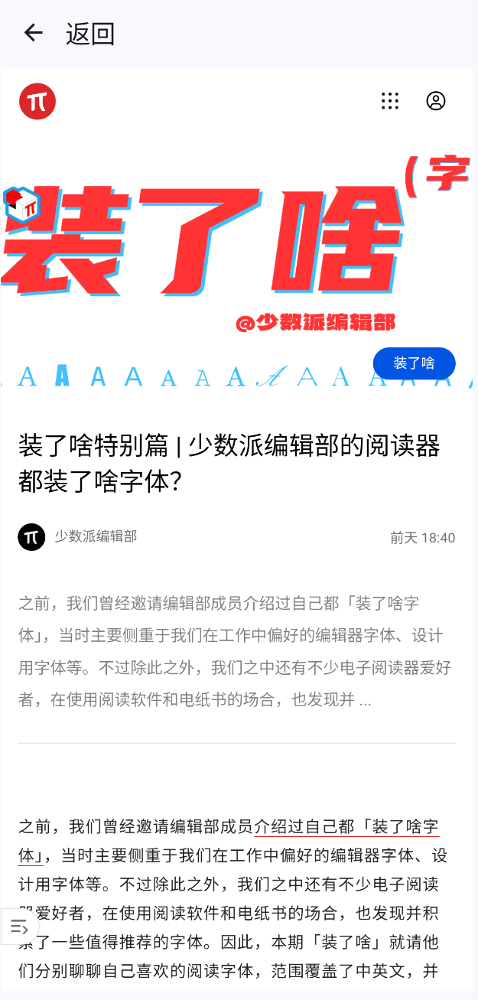 返回
(字
装了啥
@少数派编辑部
装了啥
A A A A A A A A A A A A A
装了啥特别篇 | 少数派编辑部的阅读器
都装了啥字体？
少数派编辑部
前天 18:40
之前，我们曾经邀请编辑部成员介绍过自己都「装了啥字
体」，当时主要侧重于我们在工作中偏好的编辑器字体、设计
用字体等。不过除此之外，我们之中还有不少电子阅读器爱好
者，在使用阅读软件和电纸书的场合，也发现并 ...
之前，我们曾经邀请编辑部成员介绍过自己都「装了啥字
体」，当时主要侧重于我们在工作中偏好的编辑器字体、设
计用字体等。不过除此之外，我们之中还有不少电子阅读
器爱好者，在使用阅读软件和电纸书的场合，也发现并积
累了一些值得推荐的字体。因此，本期「装了啥」就请他
们分别聊聊自己喜欢的阅读字体，范围覆盖了中英文，并